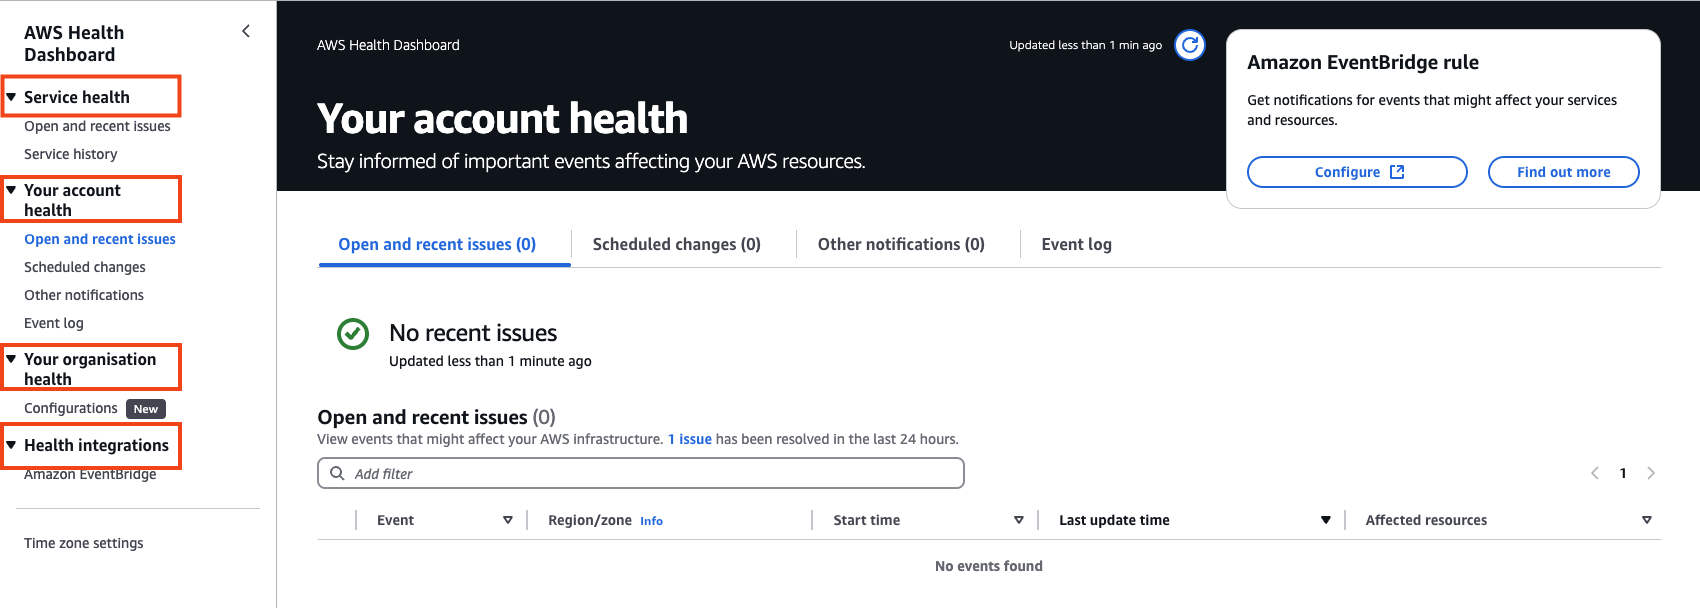 AWS Health
Dashboard
Service health
Open and recent issues
Service history
Your account
health
Open and recent issues
Scheduled changes
Other notifications
Event log
Your organisation
health
Configurations New
Health integrations
Amazon EventBridge
Time zone settings
AWS Health Dashboard
Updated less than 1 min ago
Your account health
Stay informed of important events affecting your AWS resources.
Amazon EventBridge rule
Get notifications for events that might affect your services
and resources.
Configure
Find out more
Open and recent issues (0) Scheduled changes (0) Other notifications (0) Event log
No recent issues
Updated less than 1 minute ago
Open and recent issues (0)
View events that might affect your AWS infrastructure. 1 issue has been resolved in the last 24 hours.
Add filter
1
Event Region/zone Info Start time Last update time Affected resources
No events found